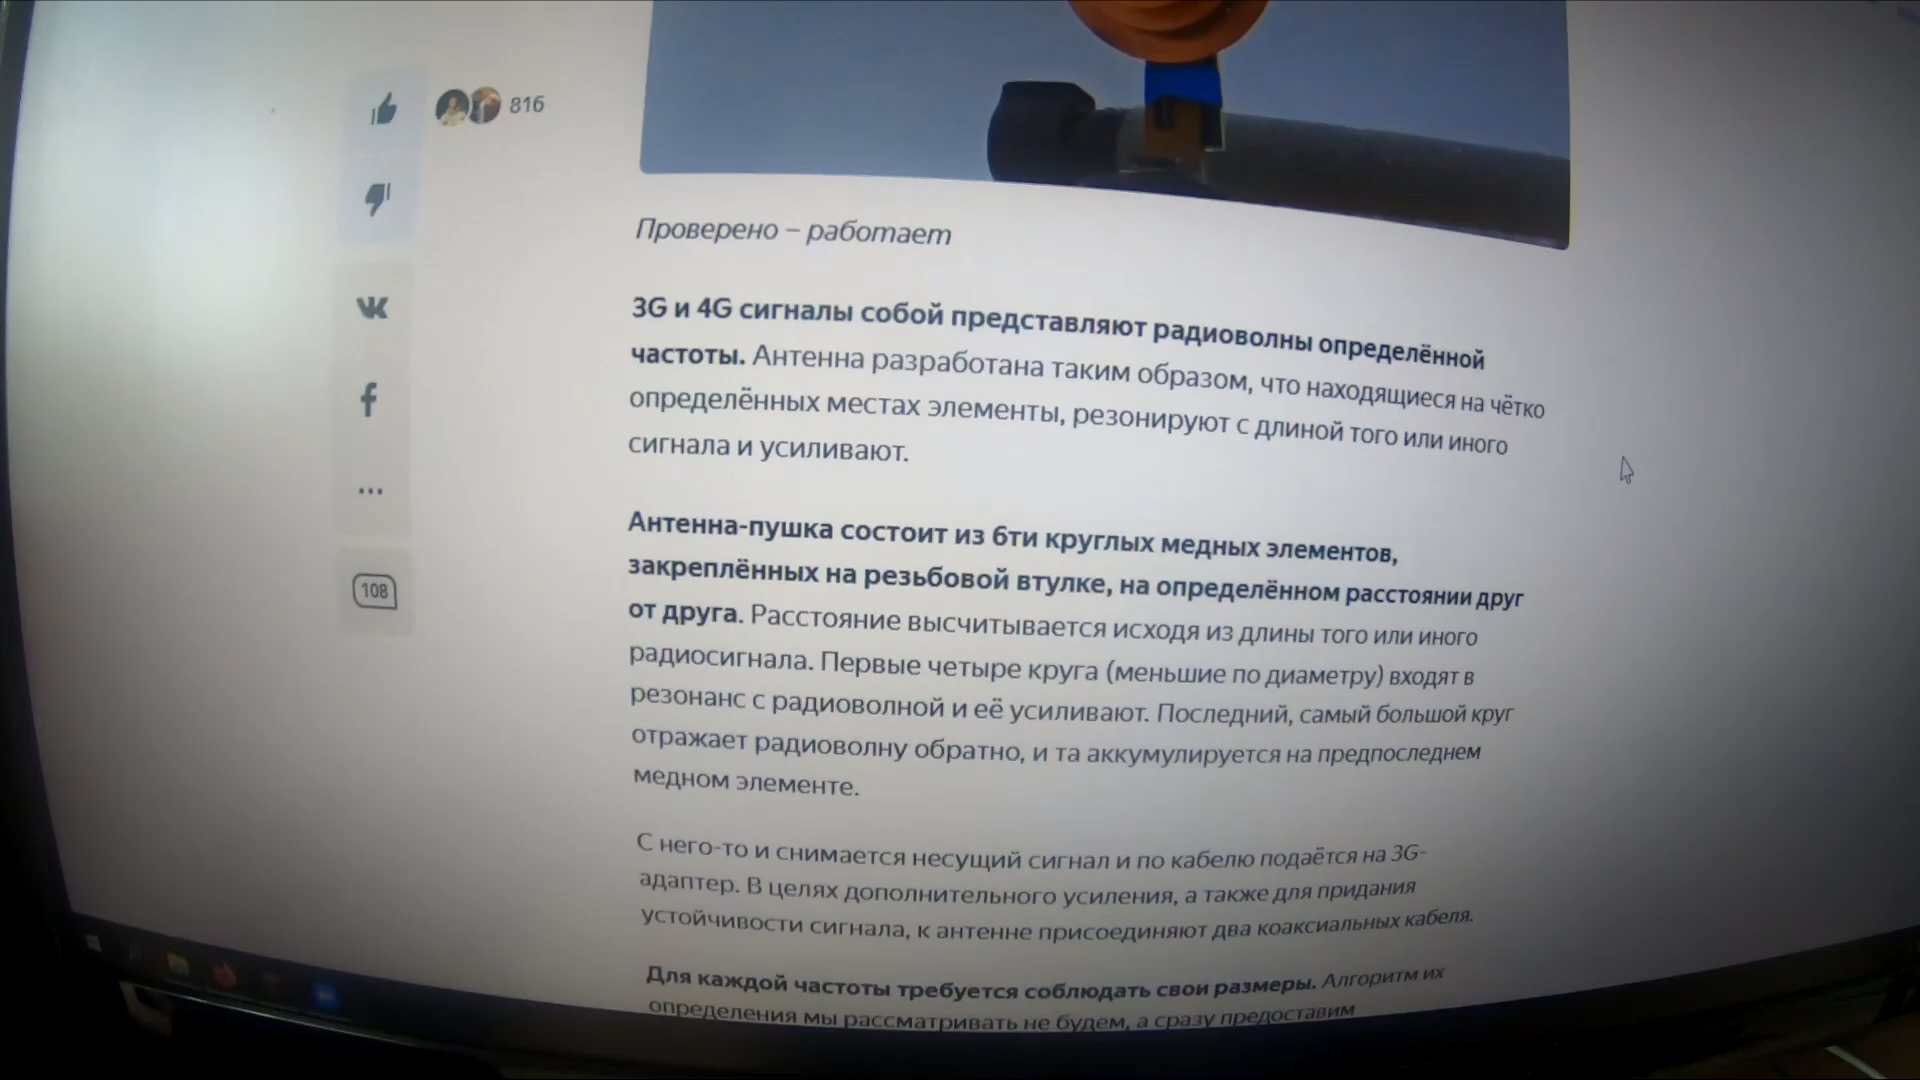 816
Проверено – работает
3G и 4G сигналы собой представляют радиоволны определённой
частоты. Антенна разработана таким образом, что находящиеся на чётко
определённых местах элементы, резонируют с длиной того или иного
сигнала и усиливают.
Антенна-пушка состоит из 6ти круглых медных элементов,
закреплённых на резьбовой втулке, на определённом расстоянии друг
от друга. Расстояние высчитывается исходя из длины того или иного
радиосигнала. Первые четыре круга (меньшие по диаметру) входят в
резонанс с радиоволной и её усиливают. Последний, самый большой круг
отражает радиоволну обратно, и та аккумулируется на предпоследнем
медном элементе.
108
С него-то и снимается несущий сигнал и по кабелю подаётся на 3G-
адаптер. В целях дополнительного усиления, а также для придания
устойчивости сигнала, к антенне присоединяют два коаксиальных кабеля.
Для каждой частоты требуется соблюдать свои размеры. Алгоритм их
определения мы рассматривать не будем, а сразу предоставим